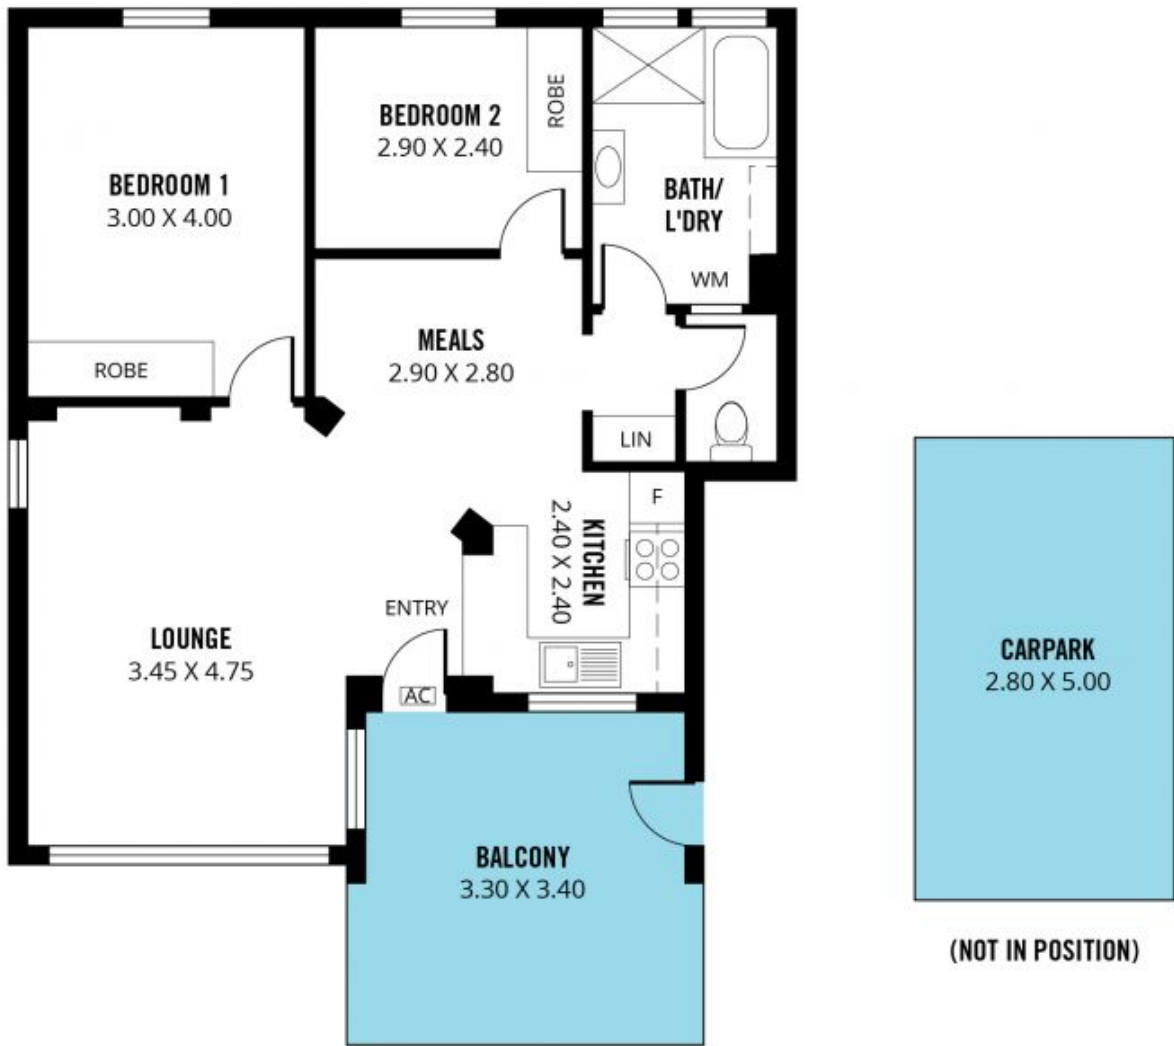 BEDROOM 1
3.00 X 4.00
ROBE
BEDROOM 2
2.90 X 2.40
ROBE
BATH/
L'DRY
WM
MEALS
2.90 X 2.80
LIN
F
KITCHEN
2.40 X 2.40
ENTRY
LOUNGE
3.45 X 4.75
AC
BALCONY
3.30 X 3.40
CARPARK
2.80 X 5.00
(NOT IN POSITION)